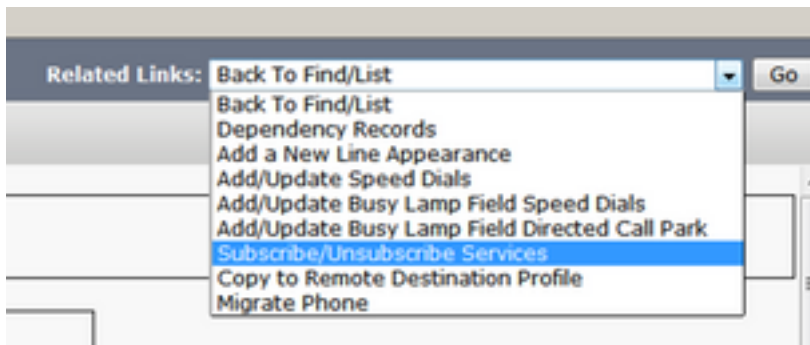 Related Links: Back To Find/List Go
Back To Find/List
Dependency Records
Add a New Line Appearance
Add/Update Speed Dials
Add/Update Busy Lamp Field Speed Dials
Add/Update Busy Lamp Field Directed Call Park
Subscribe/Unsubscribe Services
Copy to Remote Destination Profile
Migrate Phone